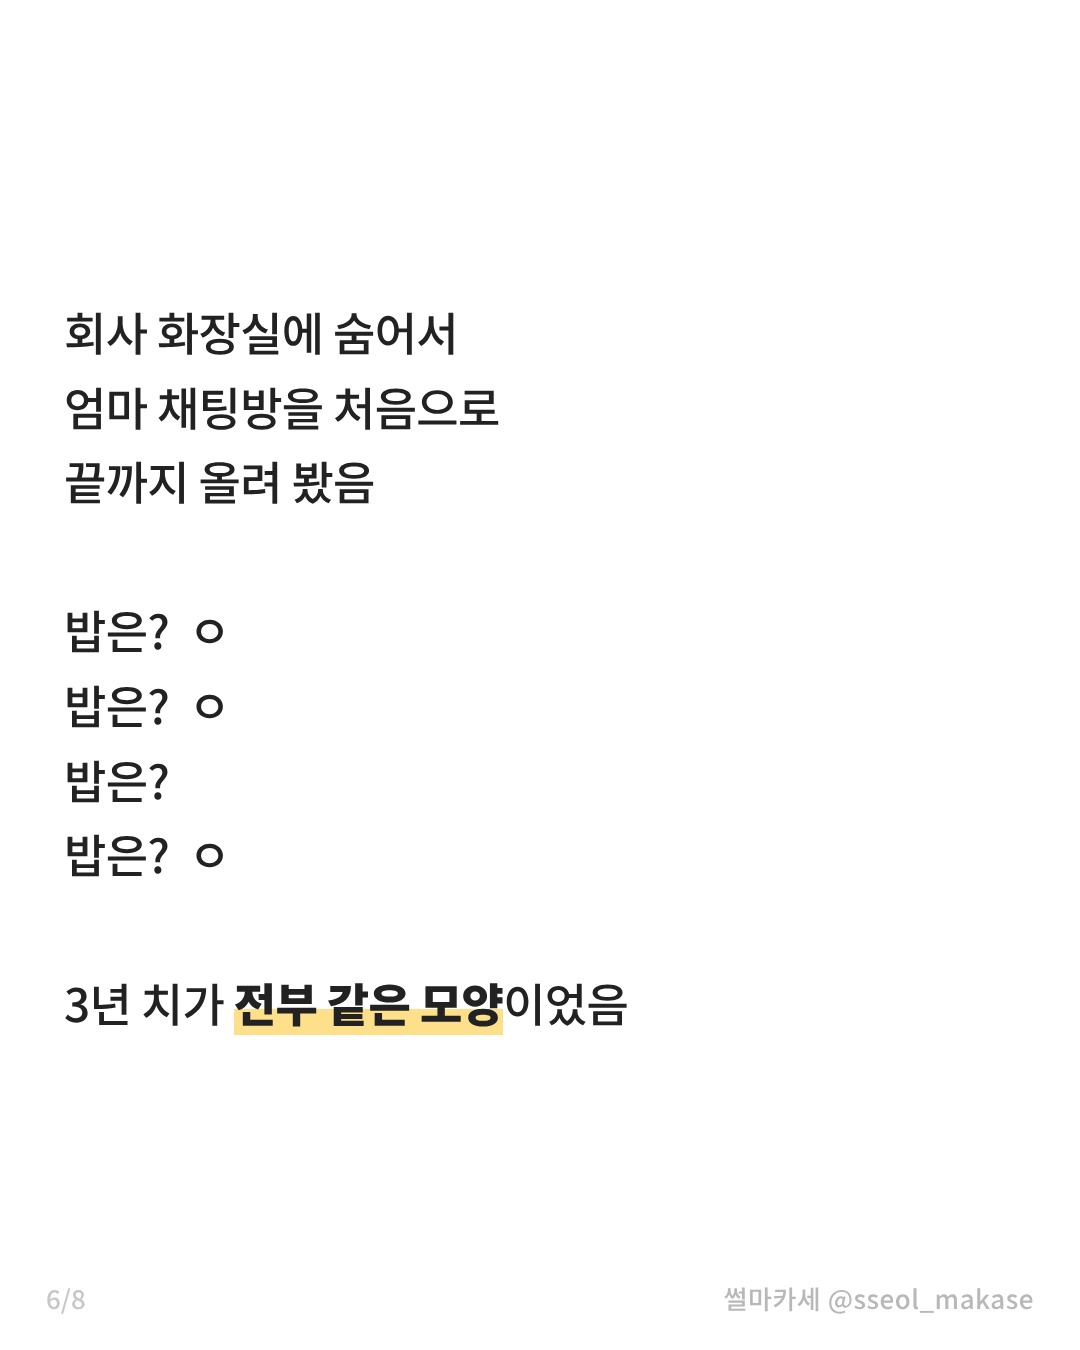 회사 화장실에 숨어서
엄마 채팅방을 처음으로
끝까지 올려 봤음
밥은? ㅇ
밥은? ㅇ
밥은?
밥은? ㅇ
3년 치가 전부 같은 모양이었음
6/8
썰마카세 @sseol_makase